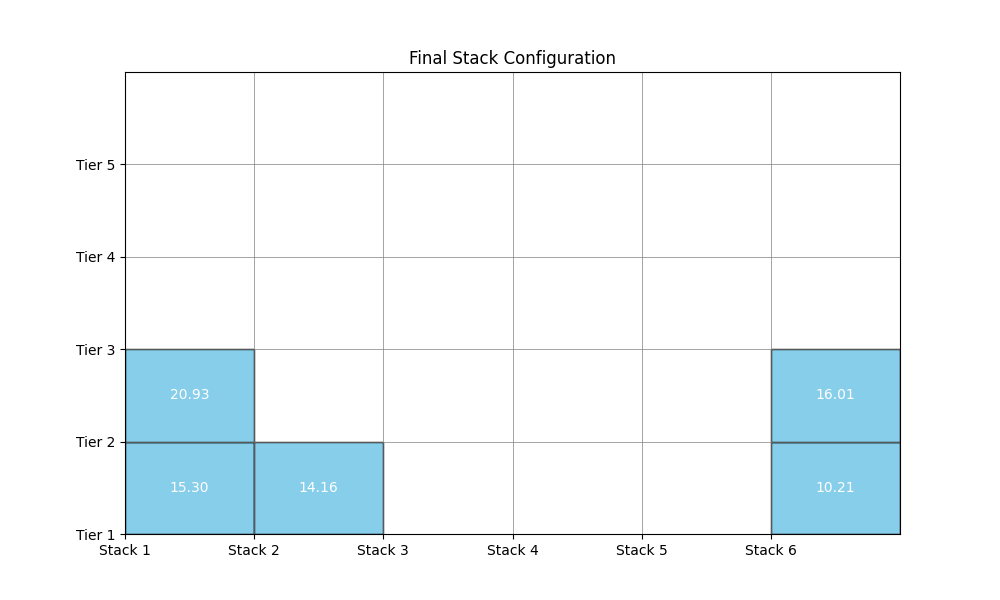 Final Stack Configuration
Tier 5
Tier 4
Tier 3
20.93 16.01
Tier 2
15.30 14.16 10.21
Tier 1
Stack 1 Stack 2 Stack 3 Stack 4 Stack 5 Stack 6